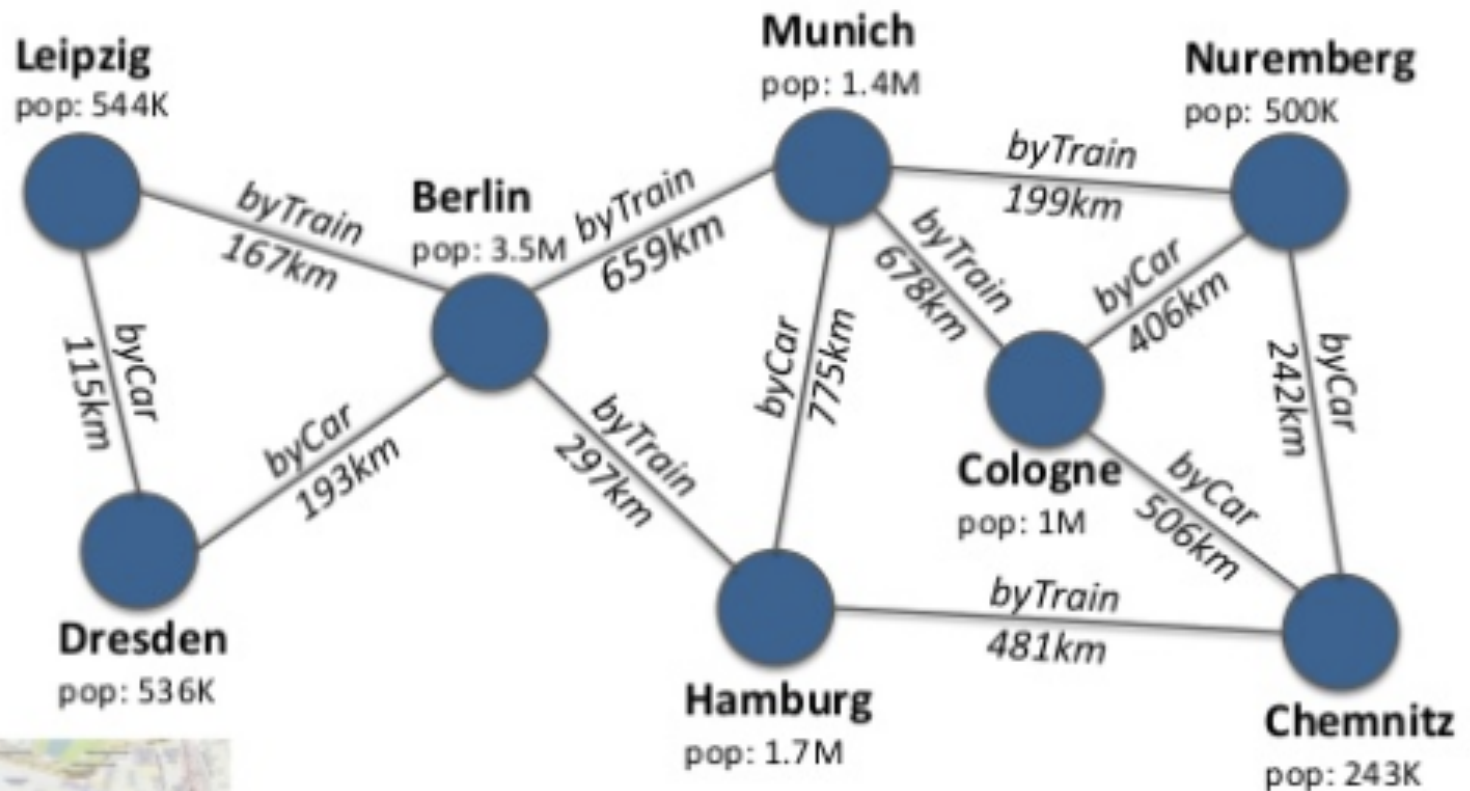 Leipzig
pop: 544K
Munich
pop: 1.4M
Nuremberg
pop: 500K
byTrain
167km
Berlin
pop: 3.5M
byTrain
659km
byTrain
199km
byTrain
678km
byCar
406km
byCar
115km
byCar
193km
byTrain
297km
byCar
775km
byCar
242km
Cologne
pop: 1M
byCar
506km
byTrain
481km
Dresden
pop: 536K
Hamburg
pop: 1.7M
Chemnitz
pop: 243K